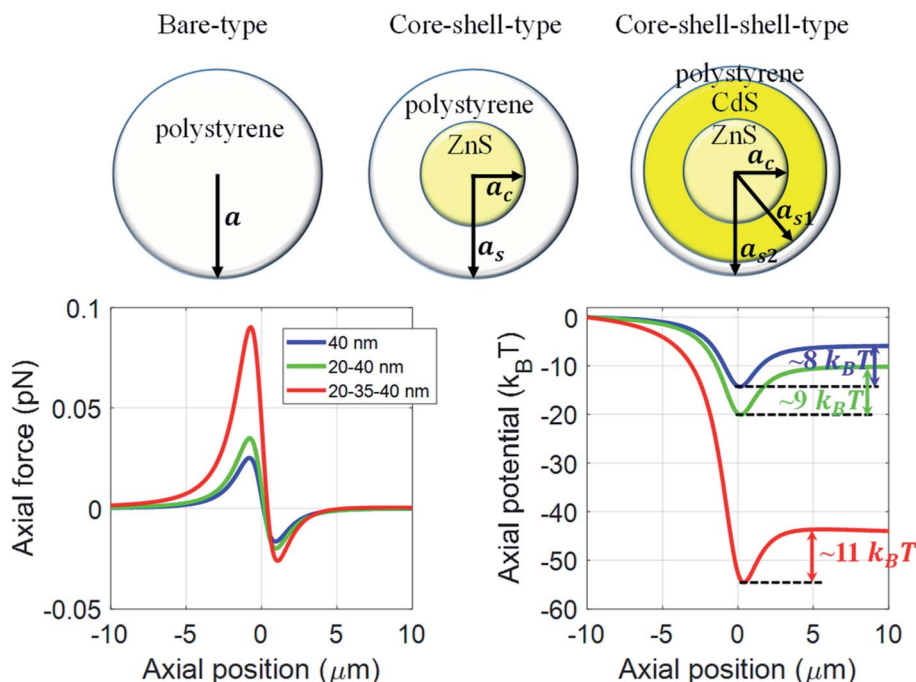 Bare-type
Core-shell-type
Core-shell-shell-type
polystyrene
a
polystyrene
ZnS
a_c
a_s
polystyrene
CdS
ZnS
a_c
a_s1
a_s2
0.1
0.05
0
-0.05
Axial force (pN)
40 nm
20-40 nm
20-35-40 nm
-10
-5
0
5
10
Axial position (μm)
0
-10
-20
-30
-40
-50
-60
Axial potential (k_BT)
~8 k_BT
~9 k_BT
~11 k_BT
-10
-5
0
5
10
Axial position (μm)